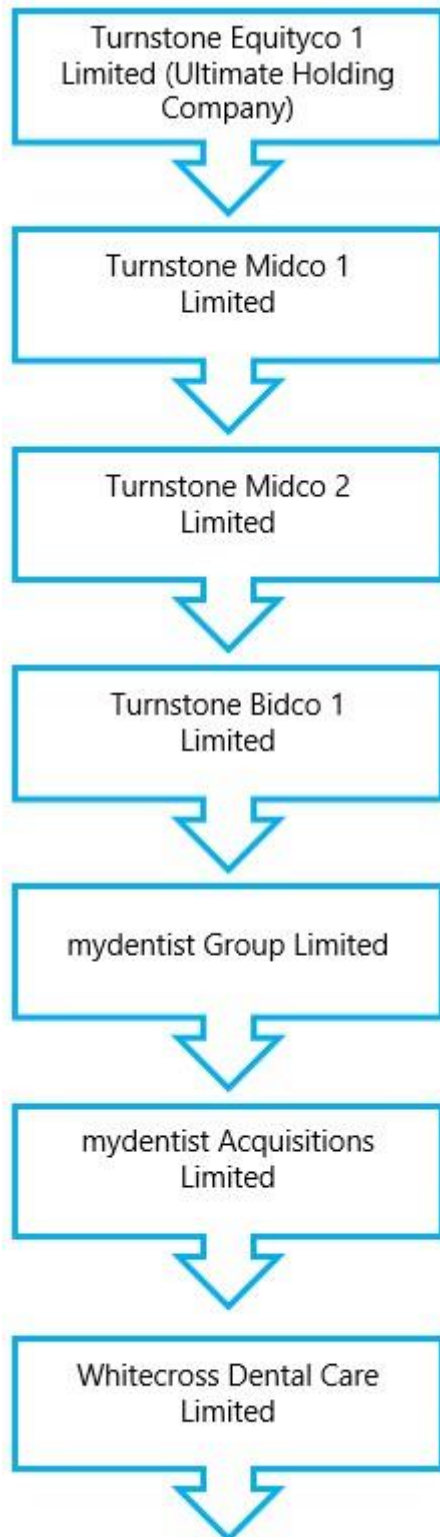 Turnstone Equityco 1
Limited (Ultimate Holding
Company)
Turnstone Midco 1
Limited
Turnstone Midco 2
Limited
Turnstone Bidco 1
Limited
mydentist Group Limited
mydentist Acquisitions
Limited
Whitecross Dental Care
Limited